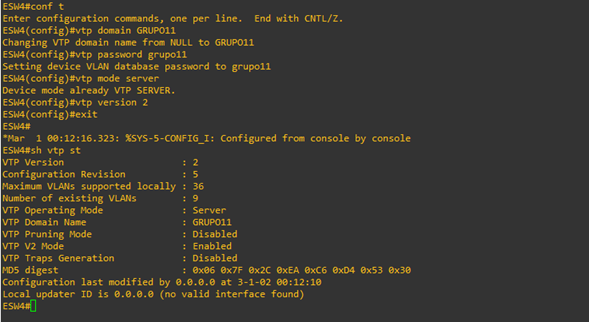 ESW4#conf t
Enter configuration commands, one per line.  End with CNTL/Z.
ESW4(config)#vtp domain GRUPO11
Changing VTP domain name from NULL to GRUPO11
ESW4(config)#vtp password grupo11
Setting device VLAN database password to grupo11
ESW4(config)#vtp mode server
Device mode already VTP SERVER.
ESW4(config)#vtp version 2
ESW4(config)#exit
ESW4#
*Mar  1 00:12:16.323: %SYS-5-CONFIG_I: Configured from console by console
ESW4#sh vtp st
VTP Version                     : 2
Configuration Revision          : 5
Maximum VLANs supported locally : 36
Number of existing VLANs        : 9
VTP Operating Mode              : Server
VTP Domain Name                 : GRUPO11
VTP Pruning Mode                : Disabled
VTP V2 Mode                     : Enabled
VTP Traps Generation            : Disabled
MD5 digest                      : 0x06 0x7F 0x2C 0xEA 0xC6 0xD4 0x53 0x30
Configuration last modified by 0.0.0.0 at 3-1-02 00:12:10
Local updater ID is 0.0.0.0 (no valid interface found)
ESW4#